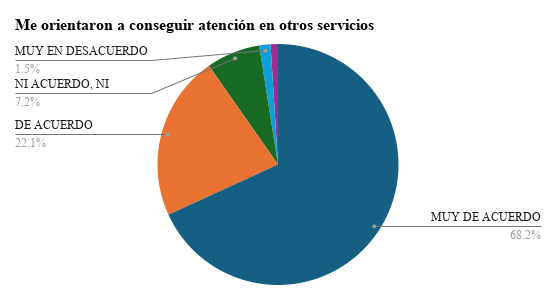 Me orientaron a conseguir atención en otros servicios
MUY EN DESACUERDO
1.5%
NI ACUERDO, NI
7.2%
DE ACUERDO
22.1%
MUY DE ACUERDO
68.2%